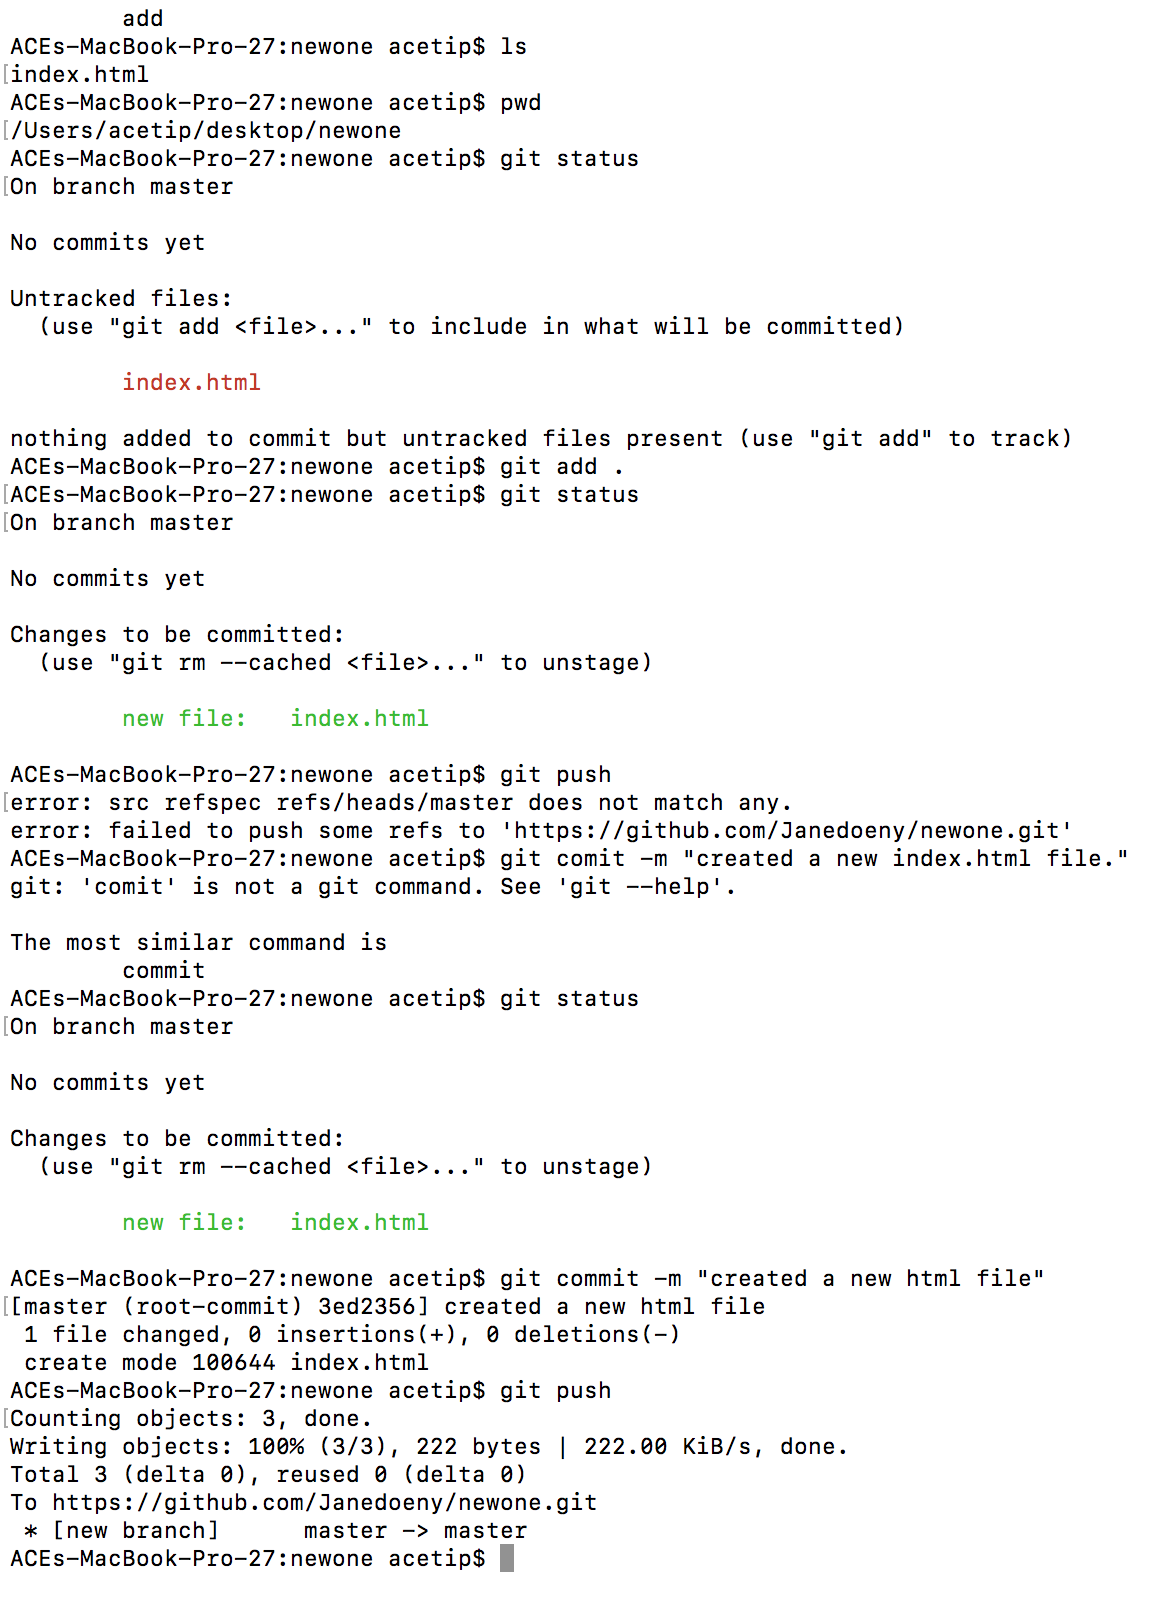 add
ACEs-MacBook-Pro-27:newone acetip$ ls
[index.html
ACEs-MacBook-Pro-27:newone acetip$ pwd
[/Users/acetip/desktop/newone
ACEs-MacBook-Pro-27:newone acetip$ git status
[On branch master
No commits yet
Untracked files:
(use "git add <file>..." to include in what will be committed)
index.html
nothing added to commit but untracked files present (use "git add" to track)
ACEs-MacBook-Pro-27:newone acetip$ git add .
[ACEs-MacBook-Pro-27:newone acetip$ git status
[On branch master
No commits yet
Changes to be committed:
(use "git rm --cached <file>..." to unstage)
new file:   index.html
ACEs-MacBook-Pro-27:newone acetip$ git push
[error: src refspec refs/heads/master does not match any.
error: failed to push some refs to 'https://github.com/Janedoeny/newone.git'
ACEs-MacBook-Pro-27:newone acetip$ git comit -m "created a new index.html file."
git: 'comit' is not a git command. See 'git --help'.
The most similar command is
commit
ACEs-MacBook-Pro-27:newone acetip$ git status
[On branch master
No commits yet
Changes to be committed:
(use "git rm --cached <file>..." to unstage)
new file:   index.html
ACEs-MacBook-Pro-27:newone acetip$ git commit -m "created a new html file"
[[master (root-commit) 3ed2356] created a new html file
1 file changed, 0 insertions(+), 0 deletions(-)
create mode 100644 index.html
ACEs-MacBook-Pro-27:newone acetip$ git push
[Counting objects: 3, done.
Writing objects: 100% (3/3), 222 bytes | 222.00 KiB/s, done.
Total 3 (delta 0), reused 0 (delta 0)
To https://github.com/Janedoeny/newone.git
* [new branch]      master -> master
ACEs-MacBook-Pro-27:newone acetip$